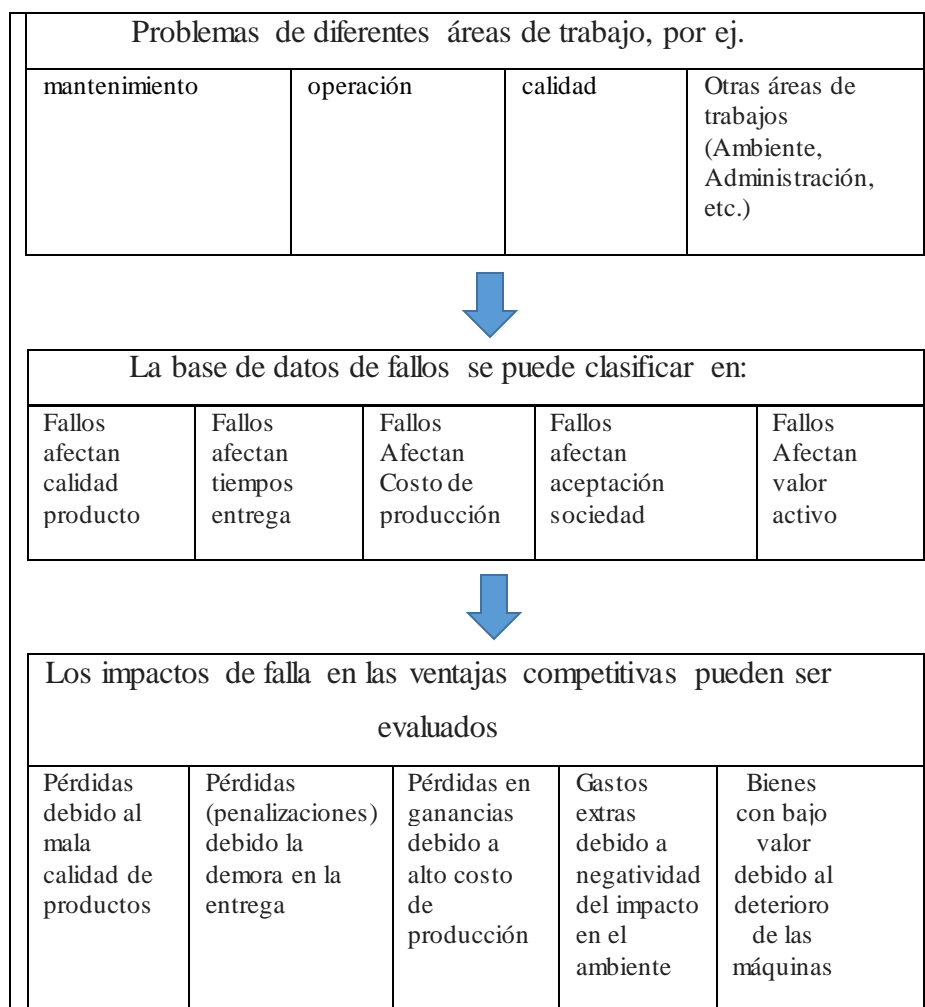 Problemas de diferentes áreas de trabajo, por ej.
mantenimiento
operación
calidad
Otras áreas de
trabajos
(Ambiente,
Administración,
etc.)
La base de datos de fallos se puede clasificar en:
Fallos
afectan
calidad
producto
Fallos
afectan
tiempos
entrega
Fallos
Afectan
Costo de
producción
Fallos
afectan
aceptación
sociedad
Fallos
Afectan
valor
activo
Los impactos de falla en las ventajas competitivas pueden ser
evaluados
Pérdidas
debido al
mala
calidad de
productos
Pérdidas
(penalizaciones)
debido la
demora en la
entrega
Pérdidas en
ganancias
debido a
alto costo
de
producción
Gastos
extras
debido a
negatividad
del impacto
en el
ambiente
Bienes
con bajo
valor
debido al
deterioro
de las
máquinas